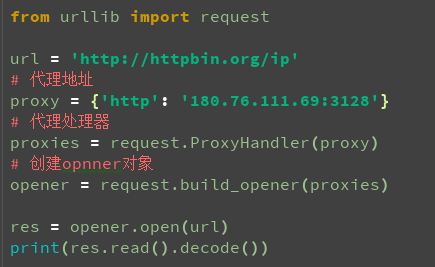 from urllib import request
url = 'http://httpbin.org/ip'
# 代理地址
proxy = {'http': '180.76.111.69:3128'}
# 代理处理器
proxies = request.ProxyHandler(proxy)
# 创建opnner对象
opener = request.build_opener(proxies)
res = opener.open(url)
print(res.read().decode())